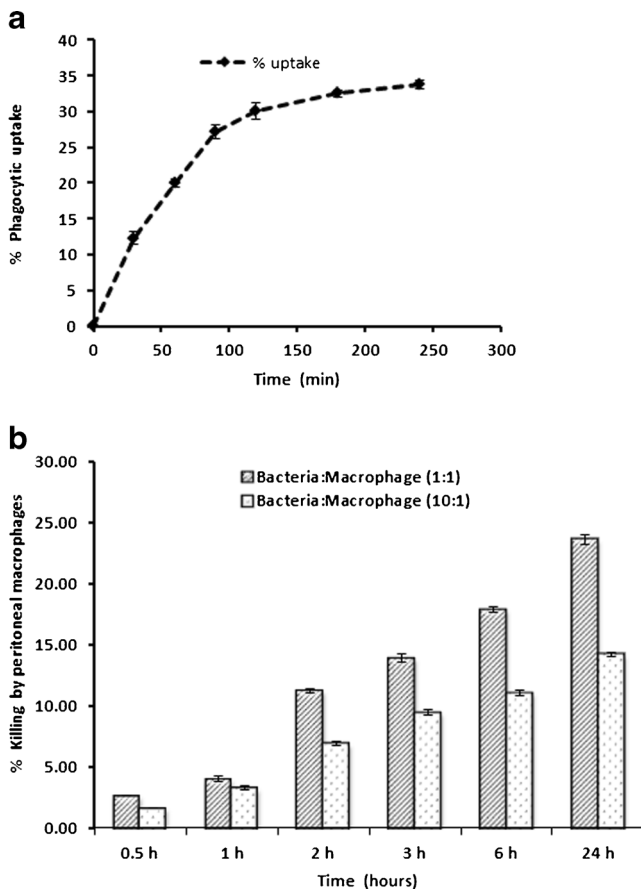 a
40
35
30
25
20
15
10
5
0
% Phagocytic uptake
% uptake
0 50 100 150 200 250 300
Time (min)
b
30.00
25.00
20.00
15.00
10.00
5.00
0.00
% Killing by peritoneal macrophages
Bacteria:Macrophage (1:1)
Bacteria:Macrophage (10:1)
0.5 h 1 h 2 h 3 h 6 h 24 h
Time (hours)